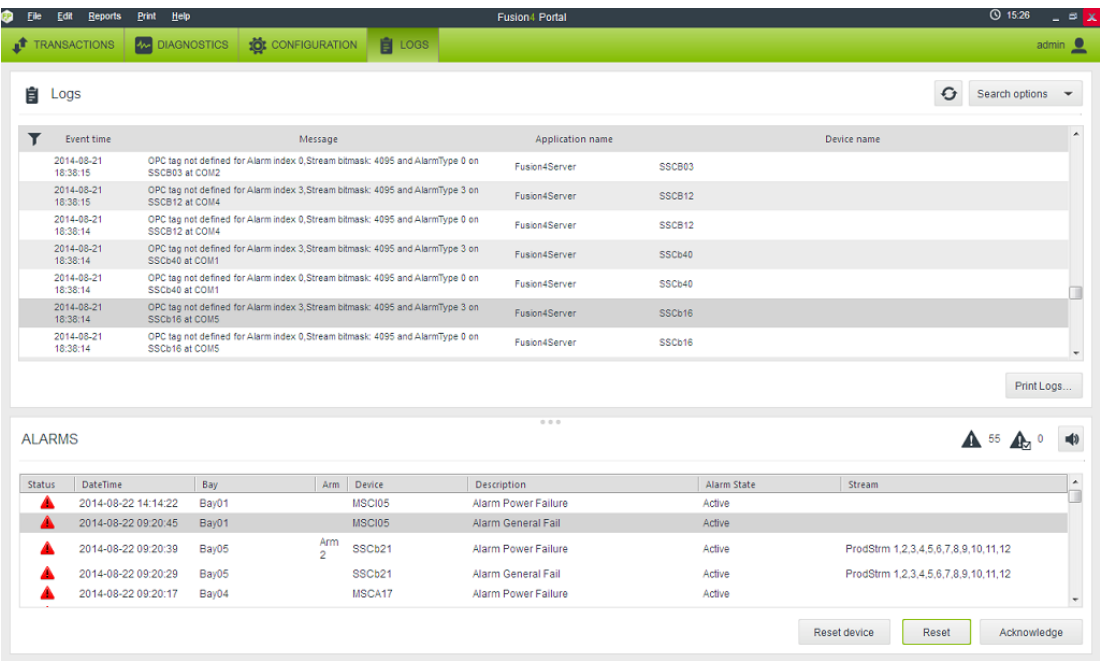 FP File Edit Reports Print Help Fusion4 Portal 15:26
TRANSACTIONS DIAGNOSTICS CONFIGURATION LOGS admin
Logs Search options
Event time Message Application name Device name
2014-08-21 OPC tag not defined for Alarm index 0,Stream bitmask: 4095 and AlarmType 0 on
18:38:15 SSCB03 at COM2 Fusion4Server SSCB03
2014-08-21 OPC tag not defined for Alarm index 3,Stream bitmask: 4095 and AlarmType 3 on
18:38:15 SSCB12 at COM4 Fusion4Server SSCB12
2014-08-21 OPC tag not defined for Alarm index 0,Stream bitmask: 4095 and AlarmType 0 on
18:38:14 SSCB12 at COM4 Fusion4Server SSCB12
2014-08-21 OPC tag not defined for Alarm index 3,Stream bitmask: 4095 and AlarmType 3 on
18:38:14 SSCb40 at COM1 Fusion4Server SSCb40
2014-08-21 OPC tag not defined for Alarm index 0,Stream bitmask: 4095 and AlarmType 0 on
18:38:14 SSCb40 at COM1 Fusion4Server SSCb40
2014-08-21 OPC tag not defined for Alarm index 3,Stream bitmask: 4095 and AlarmType 3 on
18:38:14 SSCb16 at COM5 Fusion4Server SSCb16
2014-08-21 OPC tag not defined for Alarm index 0,Stream bitmask: 4095 and AlarmType 0 on
18:38:14 SSCb16 at COM5 Fusion4Server SSCb16
Print Logs...
ALARMS 55 0
Status DateTime Bay Arm Device Description Alarm State Stream
2014-08-22 14:14:22 Bay01 MSCI05 Alarm Power Failure Active
2014-08-22 09:20:45 Bay01 MSCI05 Alarm General Fail Active
2014-08-22 09:20:39 Bay05 Arm 2 SSCb21 Alarm Power Failure Active ProdStrm 1,2,3,4,5,6,7,8,9,10,11,12
2014-08-22 09:20:29 Bay05 SSCb21 Alarm General Fail Active ProdStrm 1,2,3,4,5,6,7,8,9,10,11,12
2014-08-22 09:20:17 Bay04 MSCA17 Alarm Power Failure Active
Reset device Reset Acknowledge